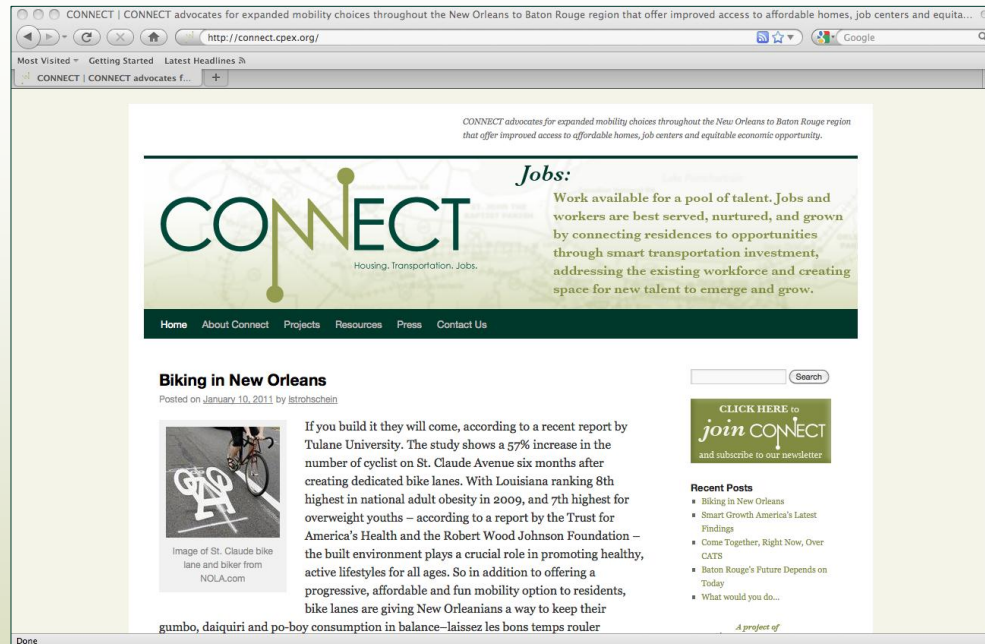 CONNECT | CONNECT advocates for expanded mobility choices throughout the New Orleans to Baton Rouge region that offer improved access to affordable homes, job centers and equita...
http://connect.cpex.org/
Google
Most Visited
Getting Started
Latest Headlines
CONNECT | CONNECT advocates f...
+
CONNECT advocates for expanded mobility choices throughout the New Orleans to Baton Rouge region
that offer improved access to affordable homes, job centers and equitable economic opportunity.
CONNECT
Housing. Transportation. Jobs.
Jobs:
Work available for a pool of talent. Jobs and
workers are best served, nurtured, and grown
by connecting residences to opportunities
through smart transportation investment,
addressing the existing workforce and creating
space for new talent to emerge and grow.
Home About Connect Projects Resources Press Contact Us
Biking in New Orleans
Posted on January 10, 2011 by lstrohschein
Image of St. Claude bike
lane and biker from
NOLA.com
If you build it they will come, according to a recent report by
Tulane University. The study shows a 57% increase in the
number of cyclist on St. Claude Avenue six months after
creating dedicated bike lanes. With Louisiana ranking 8th
highest in national adult obesity in 2009, and 7th highest for
overweight youths – according to a report by the Trust for
America's Health and the Robert Wood Johnson Foundation –
the built environment plays a crucial role in promoting healthy,
active lifestyles for all ages. So in addition to offering a
progressive, affordable and fun mobility option to residents,
bike lanes are giving New Orleanians a way to keep their
gumbo, daiquiri and po-boy consumption in balance–laissez les bons temps rouler
Search
CLICK HERE to
join CONNECT
and subscribe to our newsletter
Recent Posts
Biking in New Orleans
Smart Growth America's Latest
Findings
Come Together, Right Now, Over
CATS
Baton Rouge's Future Depends on
Today
What would you do...
A project of
Done